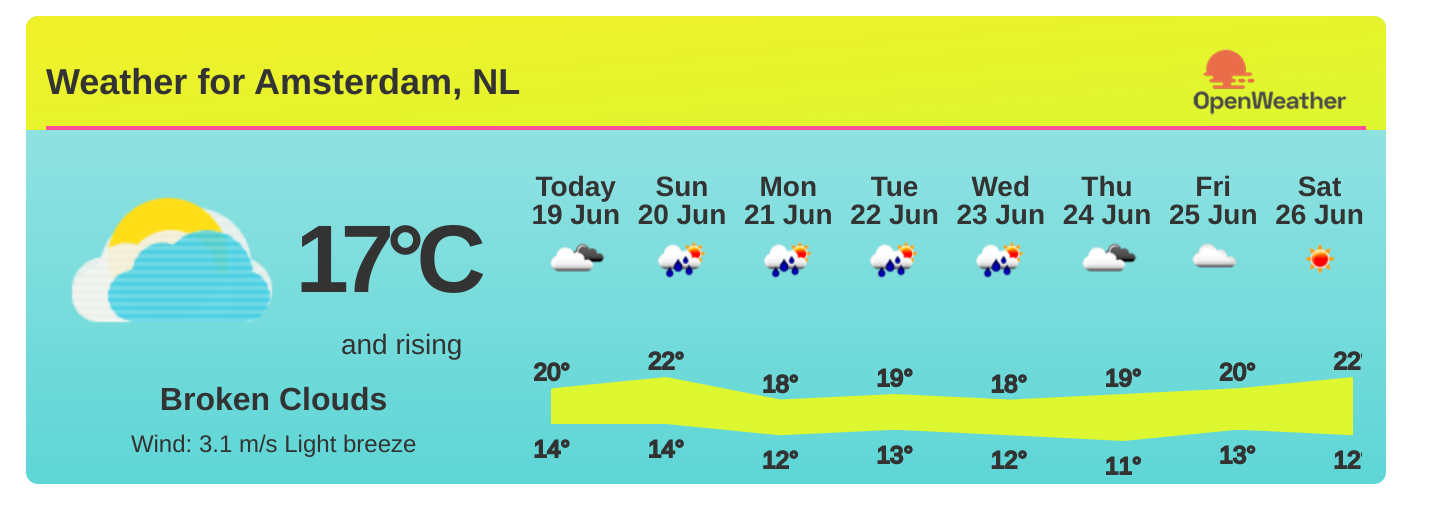 Weather for Amsterdam, NL
OpenWeather
Today Sun Mon Tue Wed Thu Fri Sat
19 Jun 20 Jun 21 Jun 22 Jun 23 Jun 24 Jun 25 Jun 26 Jun
17°C
and rising
Broken Clouds
Wind: 3.1 m/s Light breeze
20° 22° 18° 19° 18° 19° 20° 22°
14° 14° 12° 13° 12° 11° 13° 12°